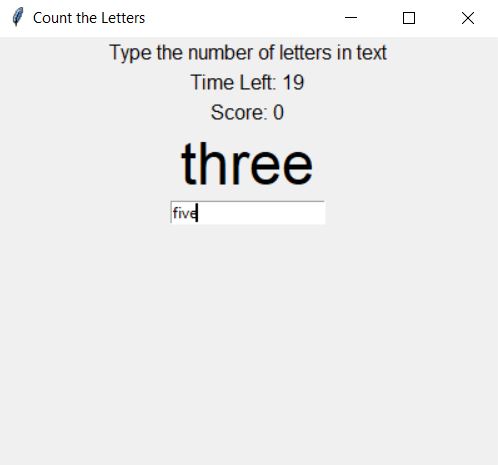 Count the Letters
Type the number of letters in text
Time Left: 19
Score: 0
three
five